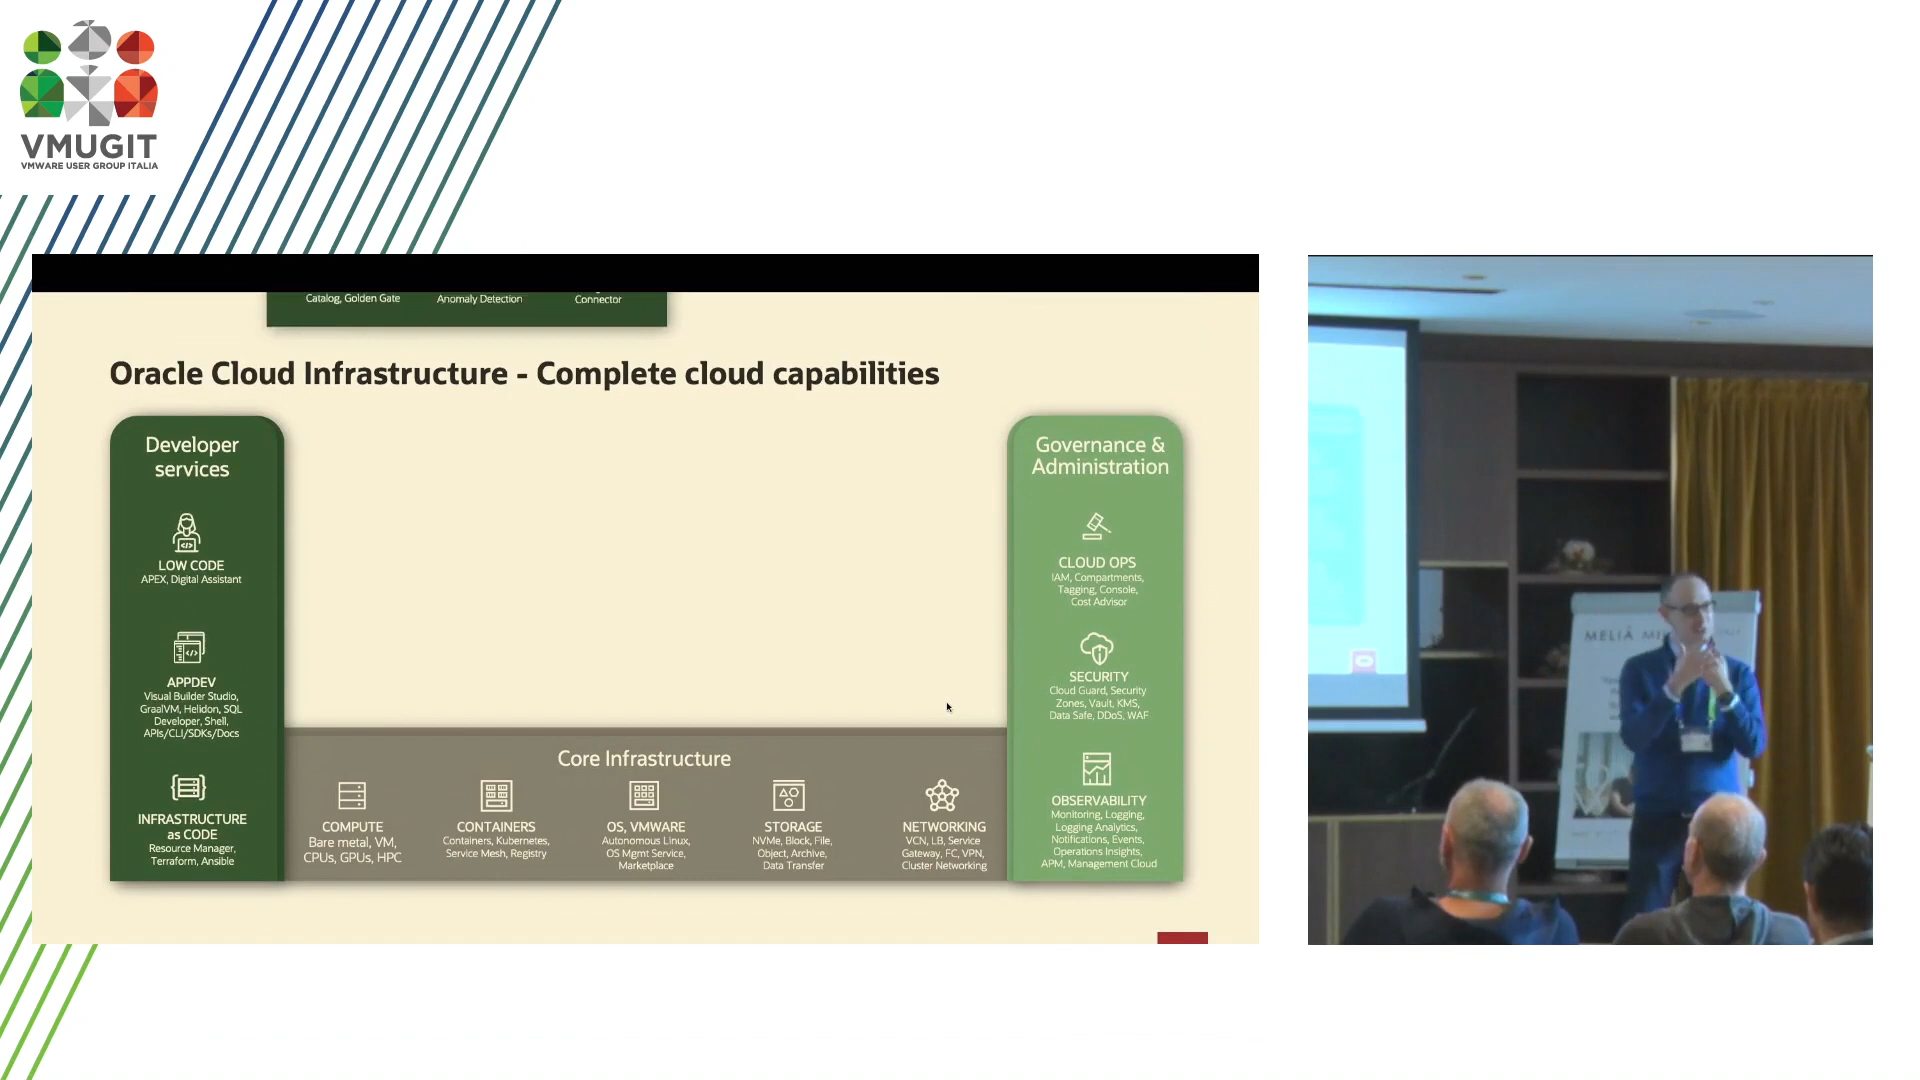 VMUGIT
VMWARE USER GROUP ITALIA
Catalog, Golden Gate
Anomaly Detection
Connector
Oracle Cloud Infrastructure - Complete cloud capabilities
Developer
services
LOW CODE
APEX, Digital Assistant
APPDEV
Visual Builder Studio,
GraalVM, Helidon, SQL
Developer, Shell,
APIs/CLI/SDKs/Docs
INFRASTRUCTURE
as CODE
Resource Manager,
Terraform, Ansible
Core Infrastructure
COMPUTE
Bare metal, VM,
CPUs, GPUs, HPC
CONTAINERS
Containers, Kubernetes,
Service Mesh, Registry
OS, VMWARE
Autonomous Linux,
OS Mgmt Service,
Marketplace
STORAGE
NVMe, Block, File,
Object, Archive,
Data Transfer
NETWORKING
VCN, LB, Service
Gateway, FC, VPN,
Cluster Networking
Governance &
Administration
CLOUD OPS
IAM, Compartments,
Tagging, Console,
Cost Advisor
SECURITY
Cloud Guard, Security
Zones, Vault, KMS,
Data Safe, DDoS, WAF
OBSERVABILITY
Monitoring, Logging,
Logging Analytics,
Notifications, Events,
Operations Insights,
APM, Management Cloud
MELIÁ